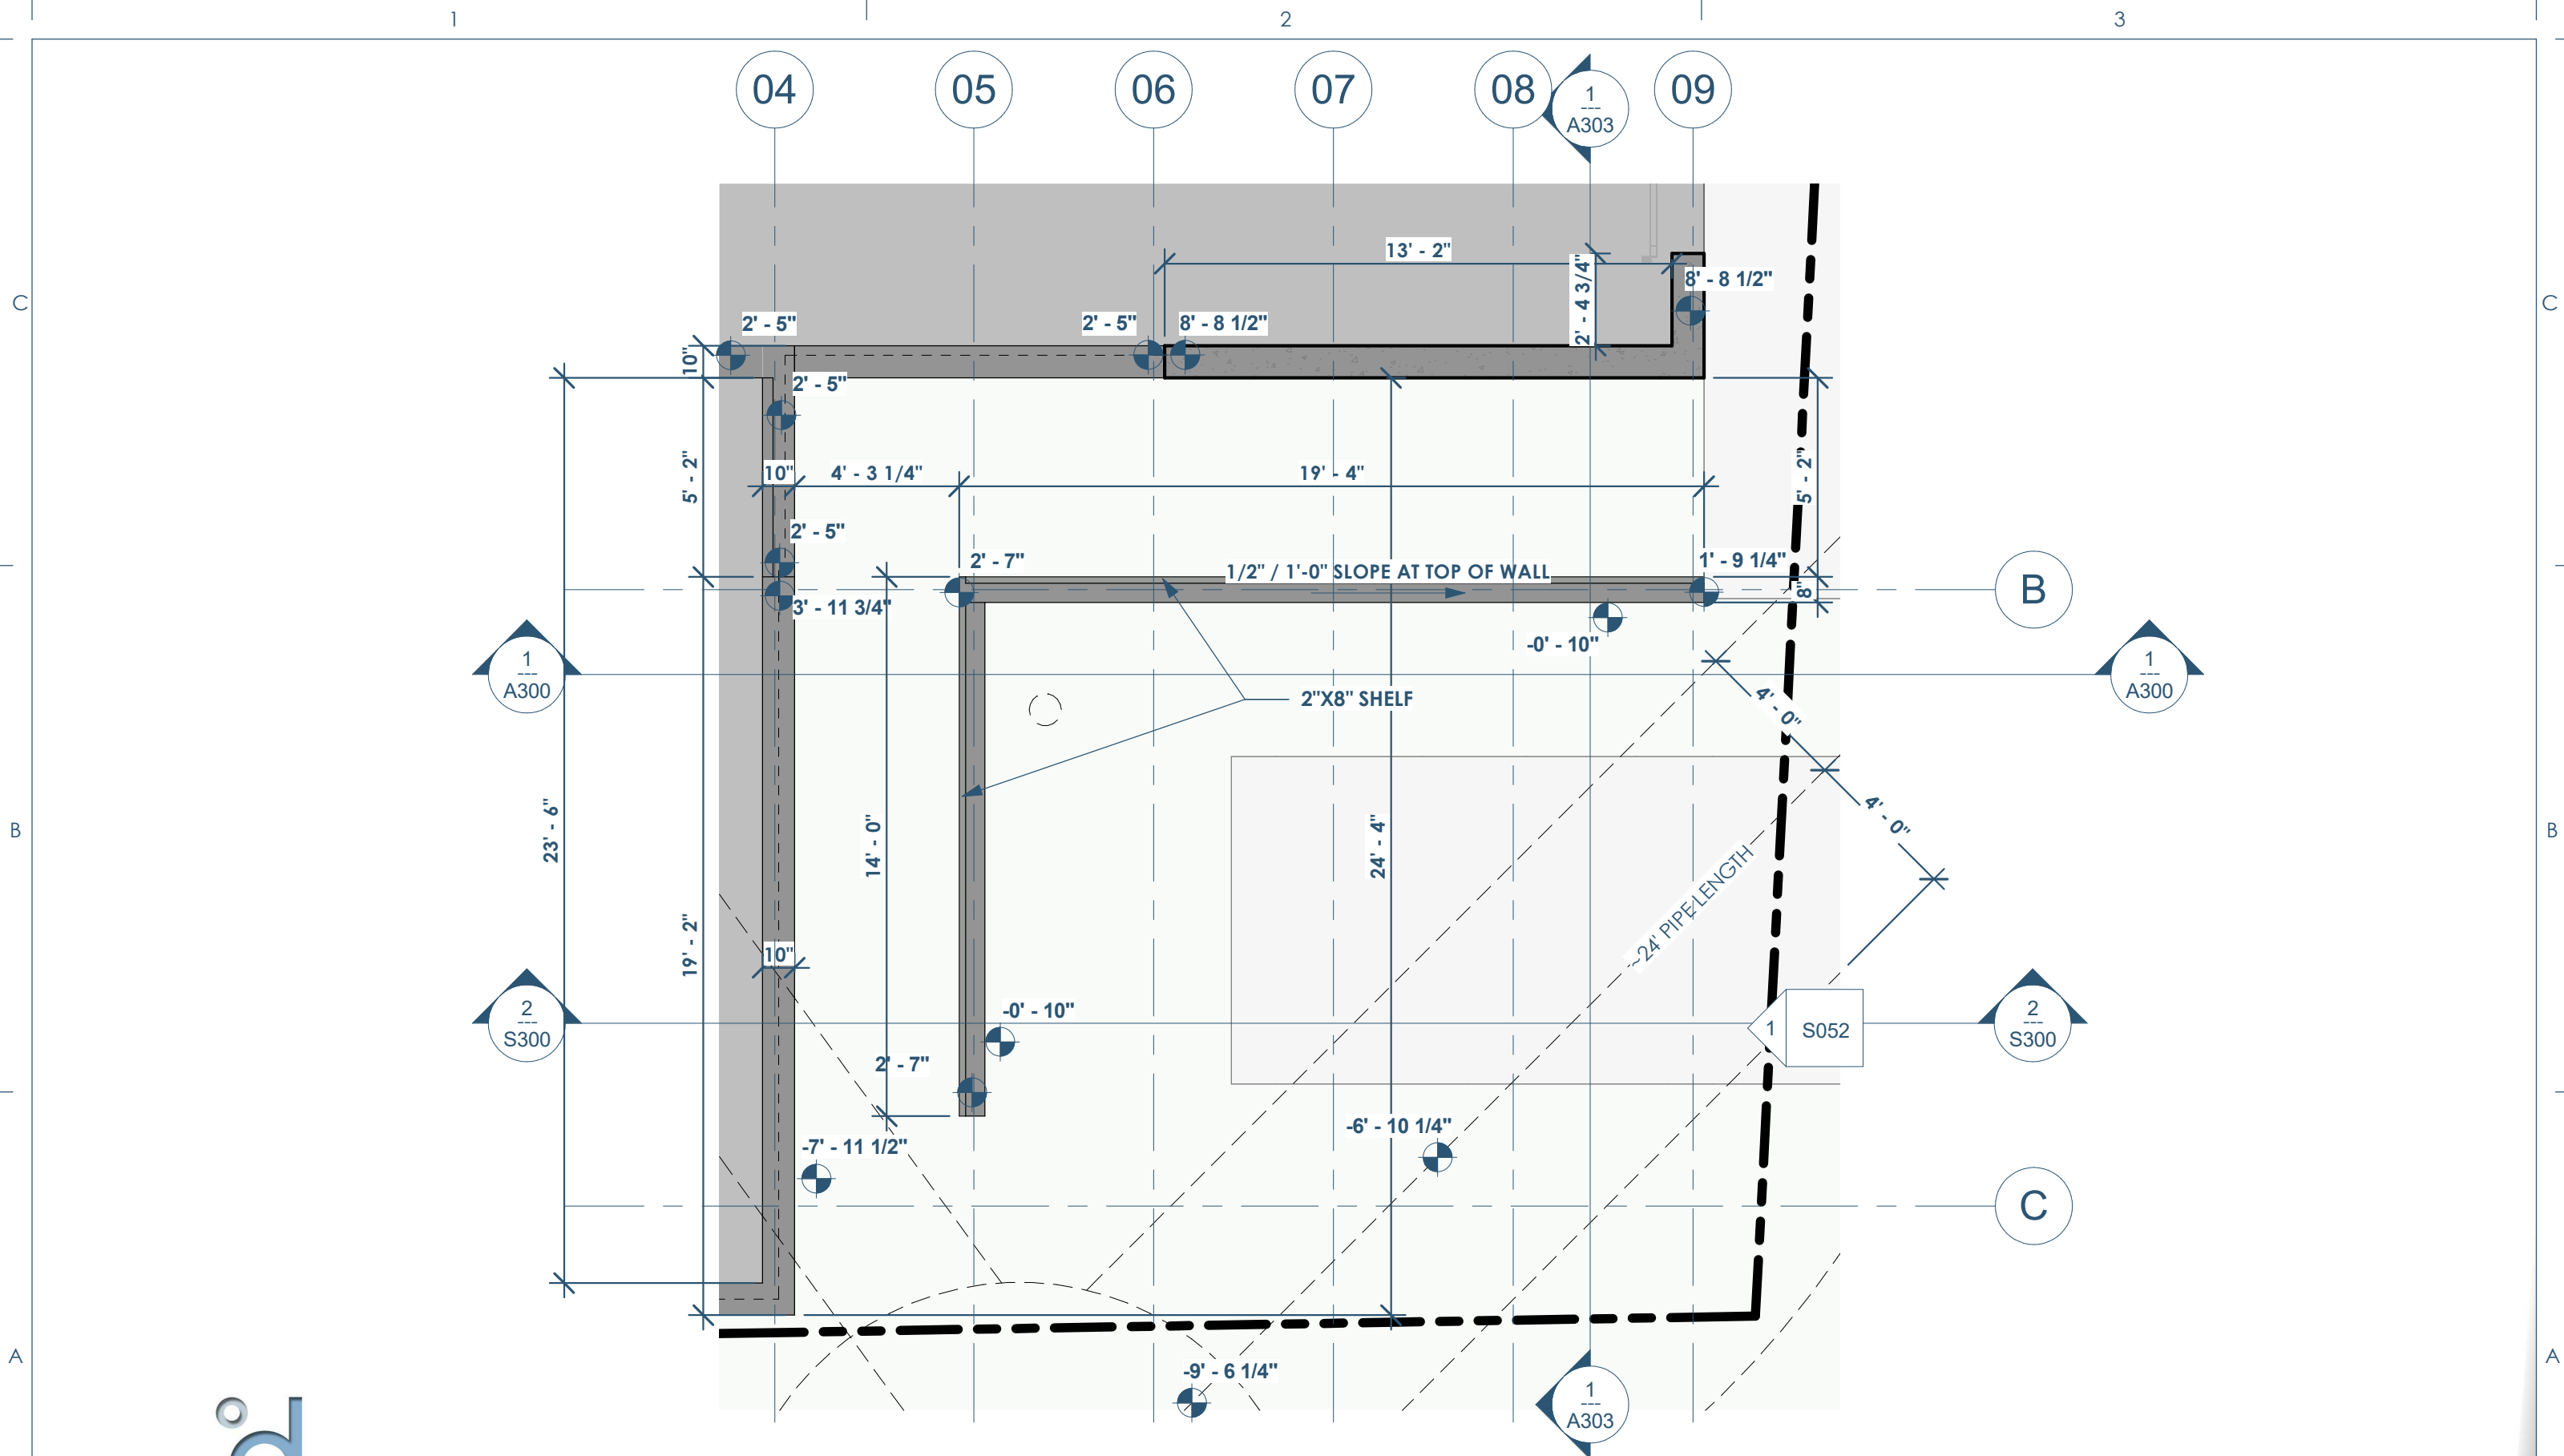 1
2
3
04
05
06
07
08
1
---
A303
09
13' - 2"
2' - 4 3/4"
8' - 8 1/2"
C
C
2' - 5"
2' - 5"
8' - 8 1/2"
10"
2' - 5"
5' - 2"
10"
4' - 3 1/4"
19' - 4"
5' - 2"
2' - 5"
2' - 7"
1/2" / 1'-0" SLOPE AT TOP OF WALL
1' - 9 1/4"
8"
B
3' - 11 3/4"
-0' - 10"
1
---
A300
1
---
A300
2"X8" SHELF
4' - 0"
4' - 0"
B
B
23' - 6"
14' - 0"
24' - 4"
~24' PIPE LENGTH
19' - 2"
10"
-0' - 10"
2
---
S300
1
S052
2
---
S300
2' - 7"
-7' - 11 1/2"
-6' - 10 1/4"
C
A
A
-9' - 6 1/4"
1
---
A303